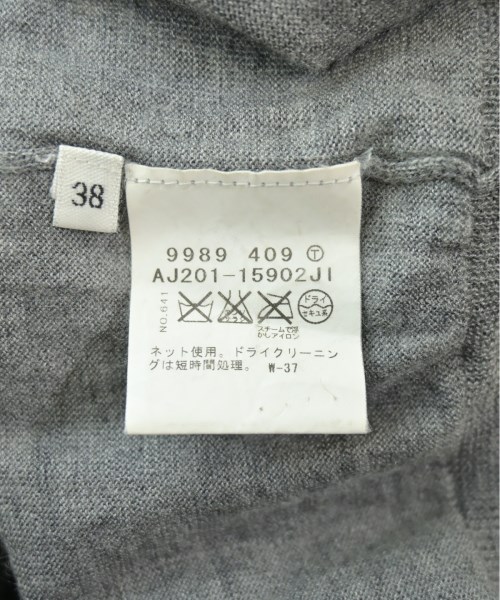 38
9989 409 Ⓣ
AJ201-15902JI
NO.641
ドライ
セキユ系
スチームでは
かしアイロン
ネット使用。ドライクリーニン
グは短時間処理。 W-37